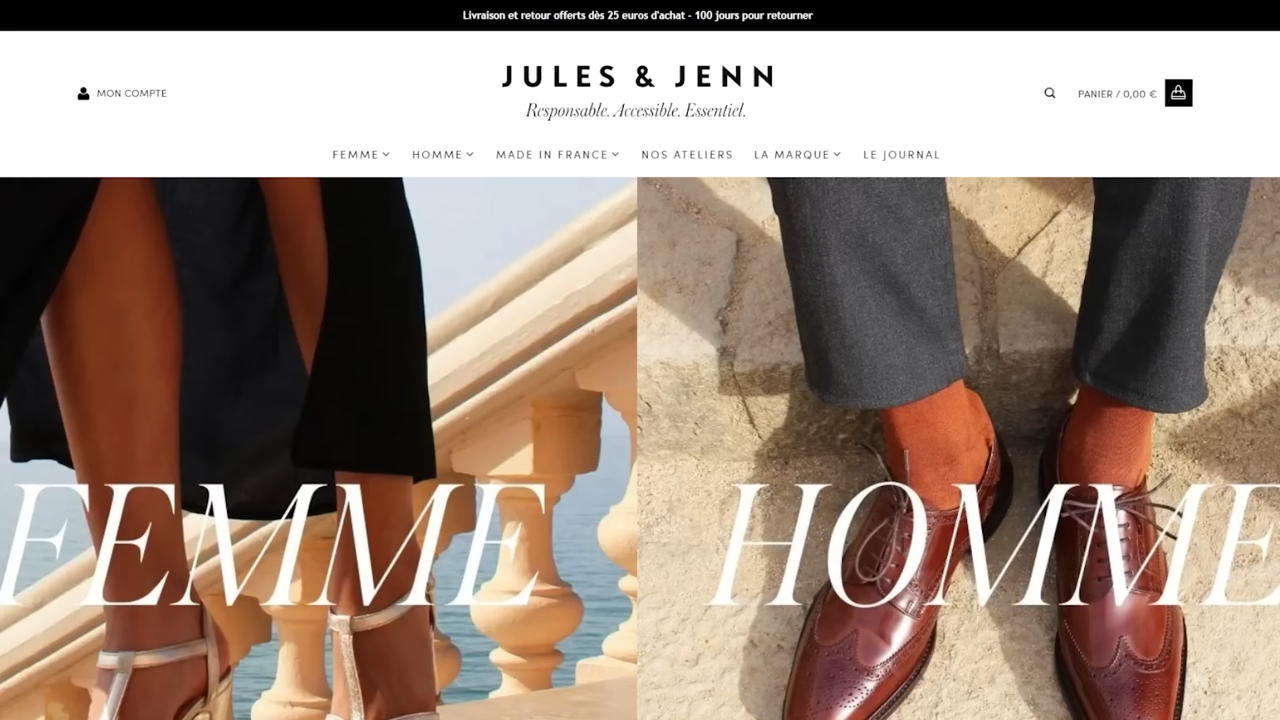 Livraison et retour offerts dès 25 euros d'achat - 100 jours pour retourner
MON COMPTE
JULES & JENN
Responsable. Accessible. Essentiel.
PANIER / 0,00 €
FEMME HOMME MADE IN FRANCE NOS ATELIERS LA MARQUE LE JOURNAL
FEMME
HOMME